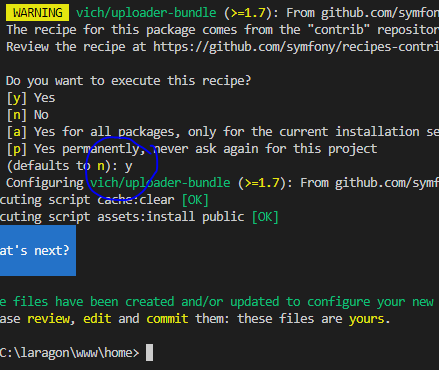 WARNING vich/uploader-bundle (>=1.7): From github.com/symfon
The recipe for this package comes from the "contrib" repositor
Review the recipe at https://github.com/symfony/recipes-contri
Do you want to execute this recipe?
[y] Yes
[n] No
[a] Yes for all packages, only for the current installation se
[p] Yes permanently, never ask again for this project
(defaults to n): y
Configuring vich/uploader-bundle (>=1.7): From github.com/symf
cuting script cache:clear [OK]
cuting script assets:install public [OK]
at's next?
e files have been created and/or updated to configure your new
ase review, edit and commit them: these files are yours.
C:\laragon\www\home>